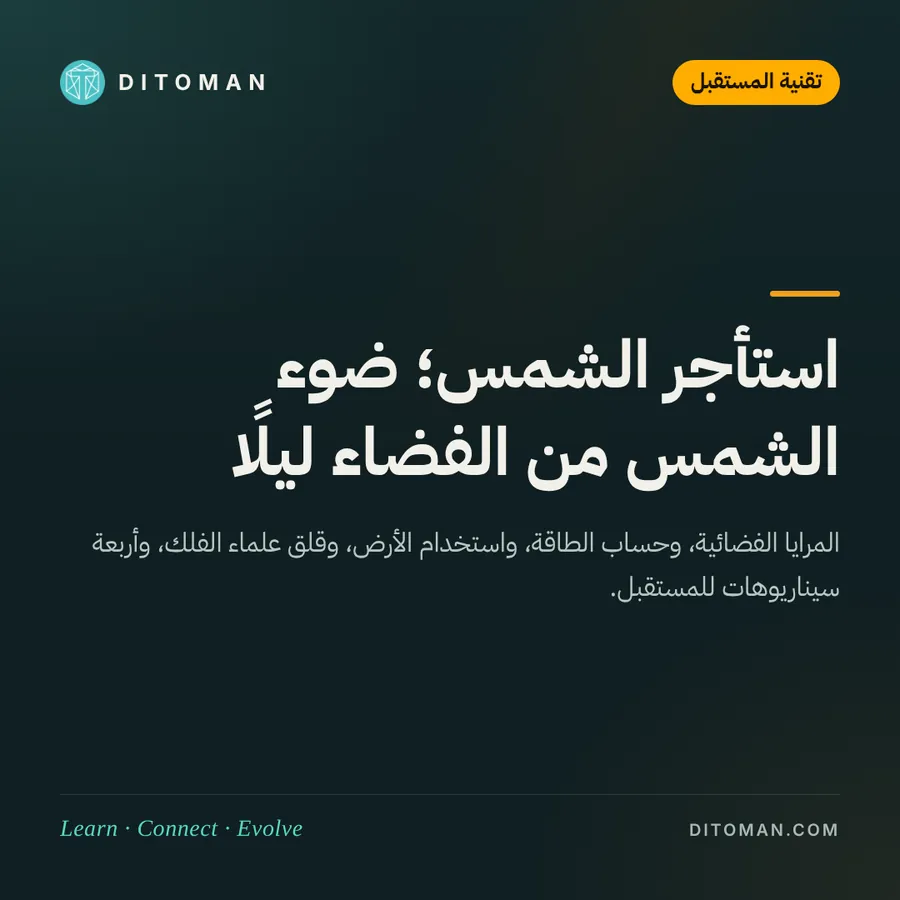 DITOMAN
تقنية المستقبل
استأجر الشمس؛ ضوء
الشمس من الفضاء ليلًا
المرايا الفضائية، وحساب الطاقة، واستخدام الأرض، وقلق علماء الفلك، وأربعة
سيناريوهات للمستقبل.
Learn · Connect · Evolve
DITOMAN.COM